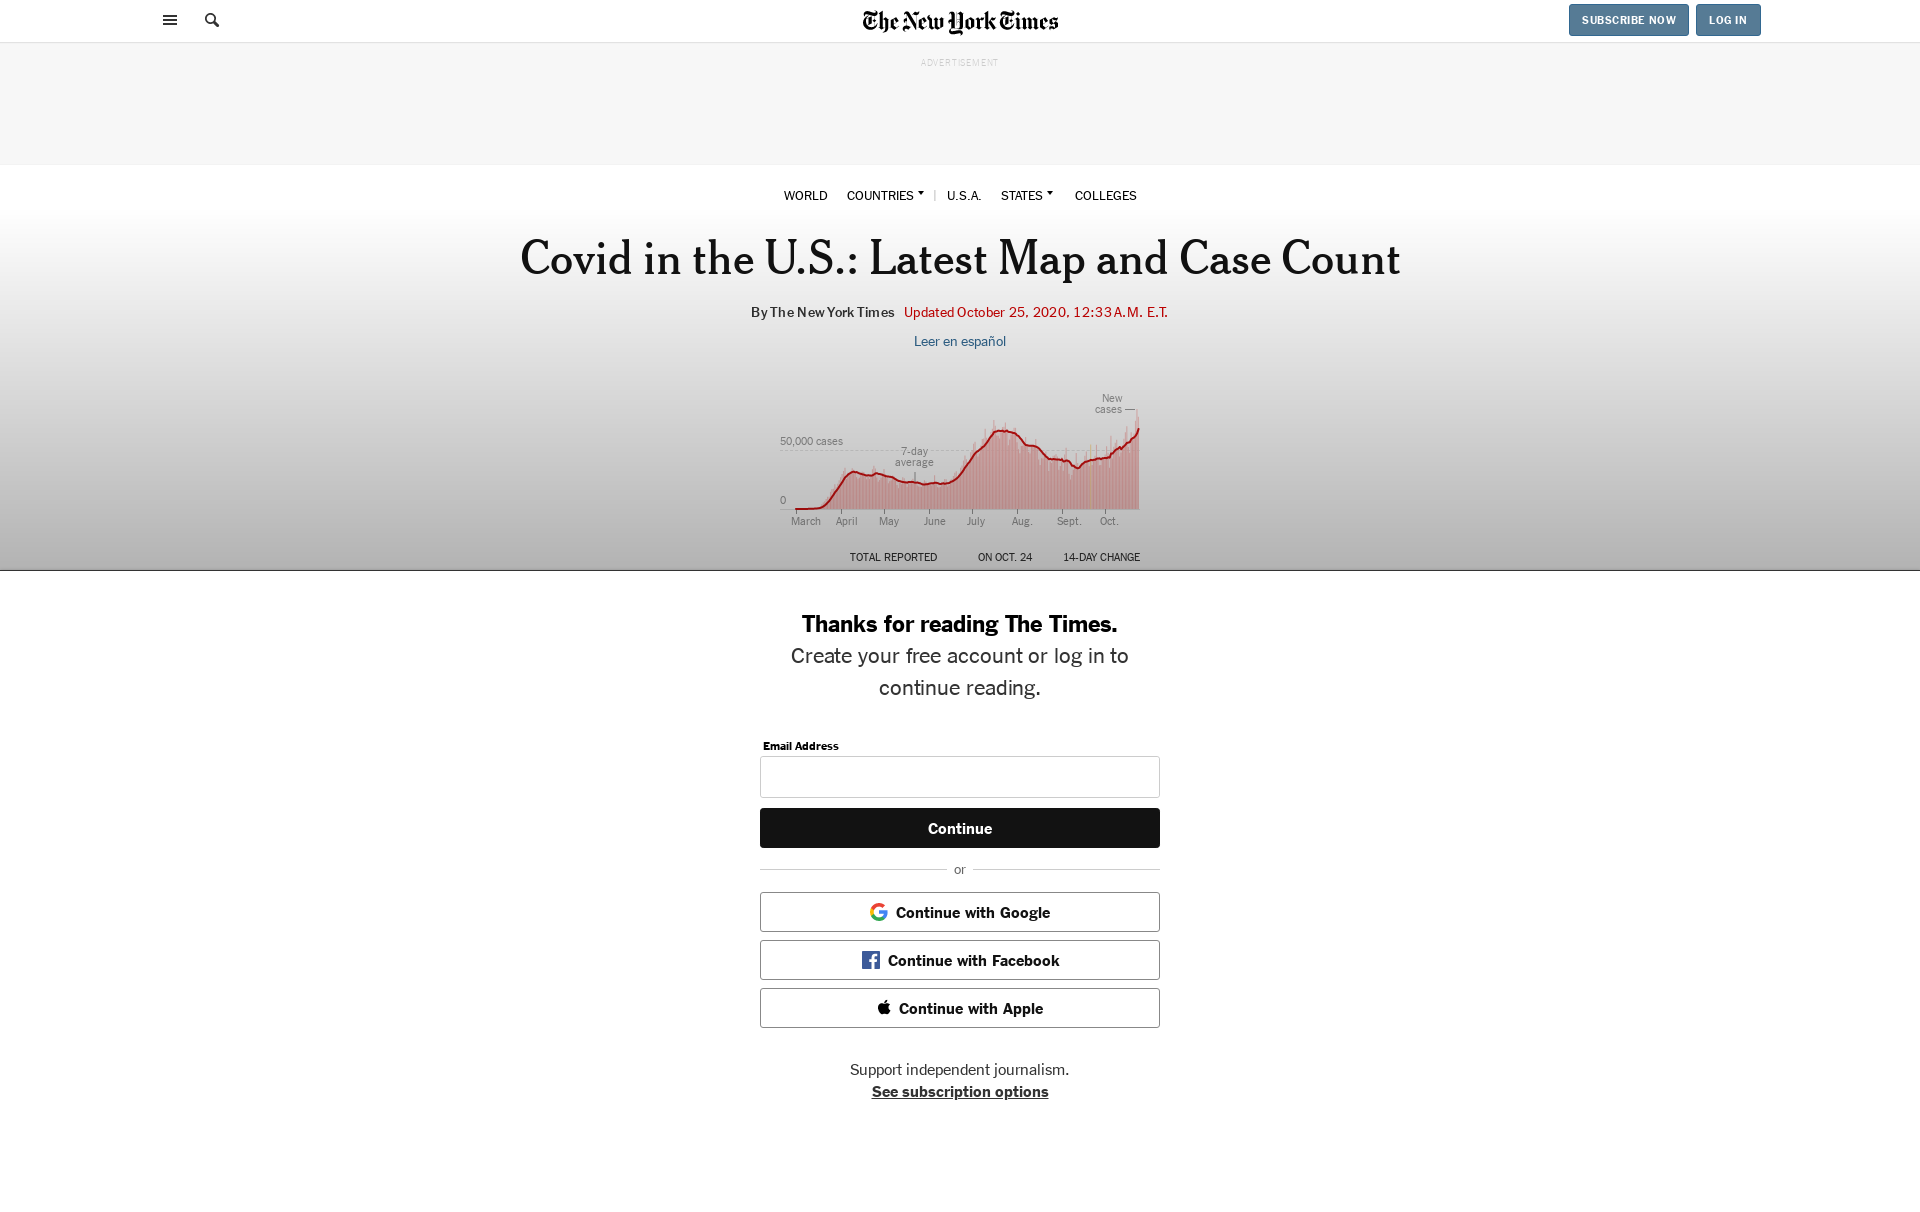 The New York Times
SUBSCRIBE NOW
LOG IN
ADVERTISEMENT
WORLD COUNTRIES U.S.A. STATES COLLEGES
Covid in the U.S.: Latest Map and Case Count
By The New York Times Updated October 25, 2020, 12:33 A.M. E.T.
Leer en español
New
cases
50,000 cases
7-day
average
0
March April May June July Aug. Sept. Oct.
TOTAL REPORTED ON OCT. 24 14-DAY CHANGE
Thanks for reading The Times.
Create your free account or log in to
continue reading.
Email Address
Continue
or
Continue with Google
Continue with Facebook
Continue with Apple
Support independent journalism.
See subscription options